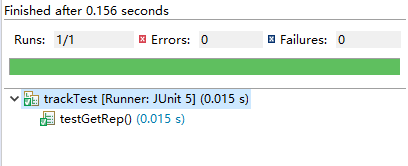 Finished after 0.156 seconds
Runs: 1/1 Errors: 0 Failures: 0
trackTest [Runner: JUnit 5] (0.015 s)
testGetRep() (0.015 s)